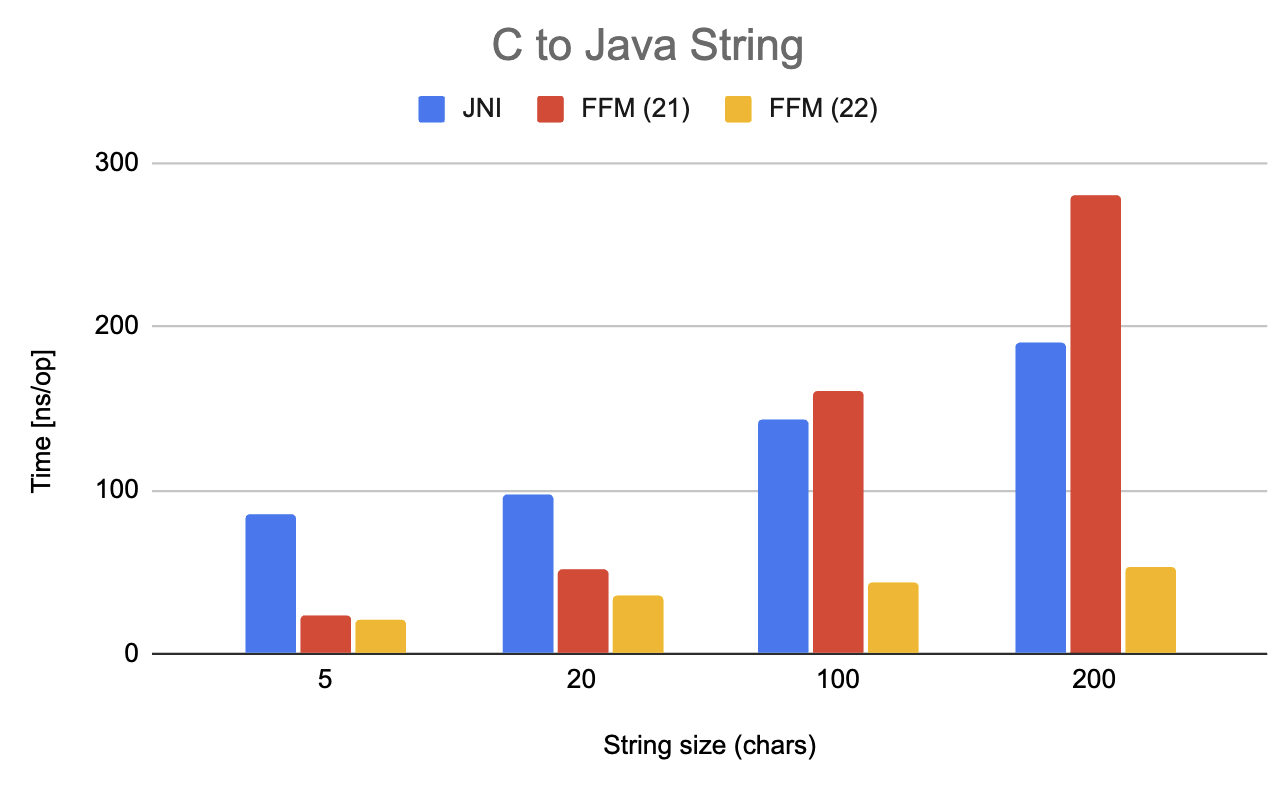 C to Java String
JNI FFM (21) FFM (22)
300
200
100
0
Time [ns/op]
5 20 100 200
String size (chars)